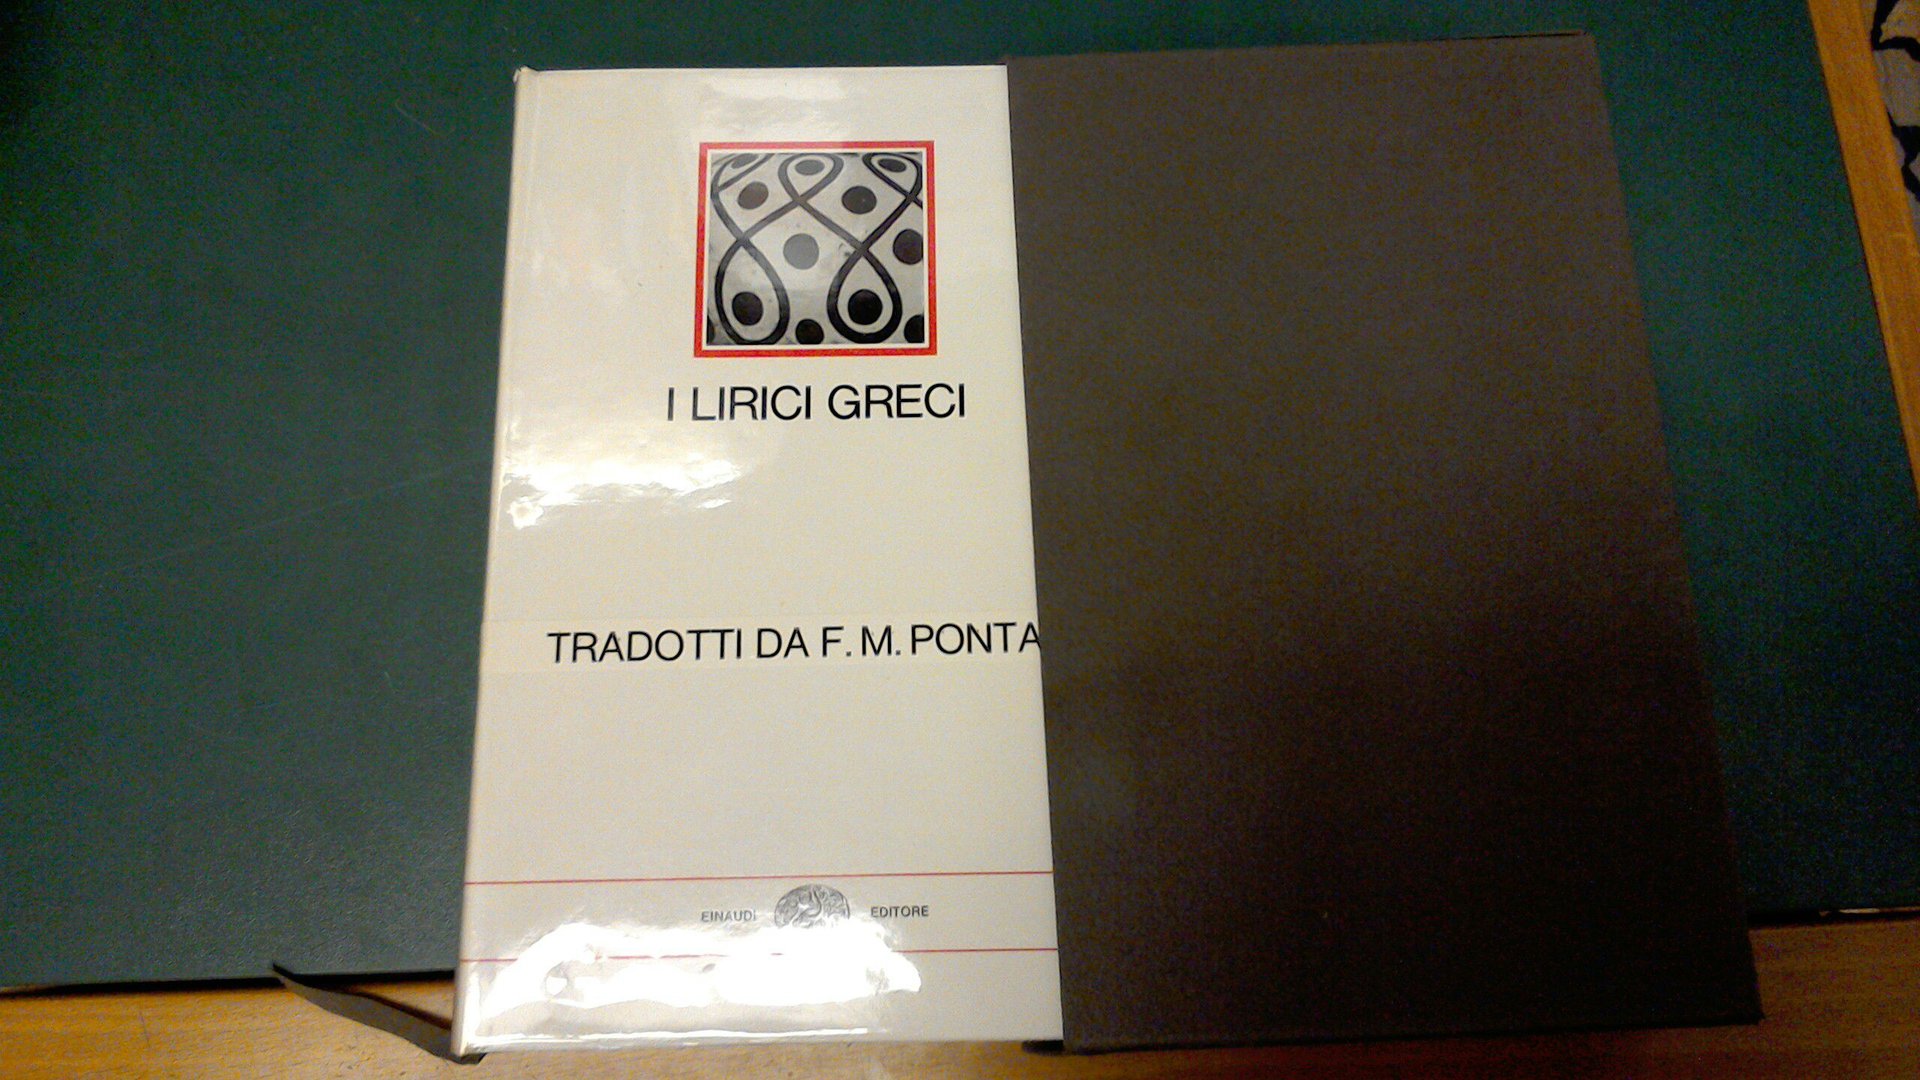 I LIRICI GRECI
TRADOTTI DA F. M. PONTA
EINAUDI EDITORE